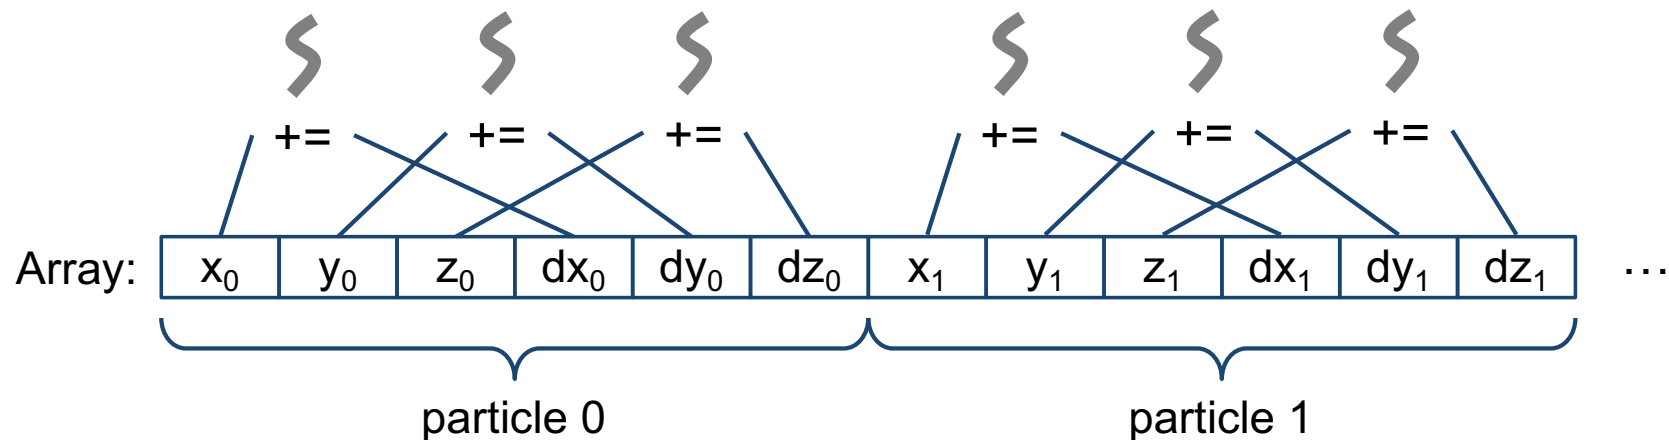 += += += += += +=
Array: x₀ y₀ z₀ dx₀ dy₀ dz₀ x₁ y₁ z₁ dx₁ dy₁ dz₁ ...
particle 0 particle 1